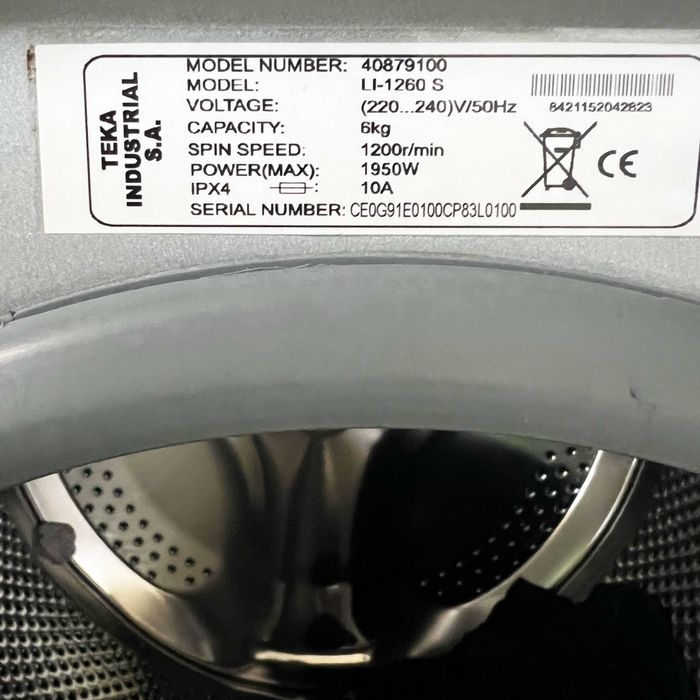 TEKA
INDUSTRIAL
S.A.
MODEL NUMBER: 40879100
MODEL: LI-1260 S
VOLTAGE: (220...240)V/50Hz
CAPACITY: 6kg
SPIN SPEED: 1200r/min
POWER(MAX): 1950W
IPX4 : 10A
SERIAL NUMBER: CE0G91E0100CP83L0100
8421152042823
CE